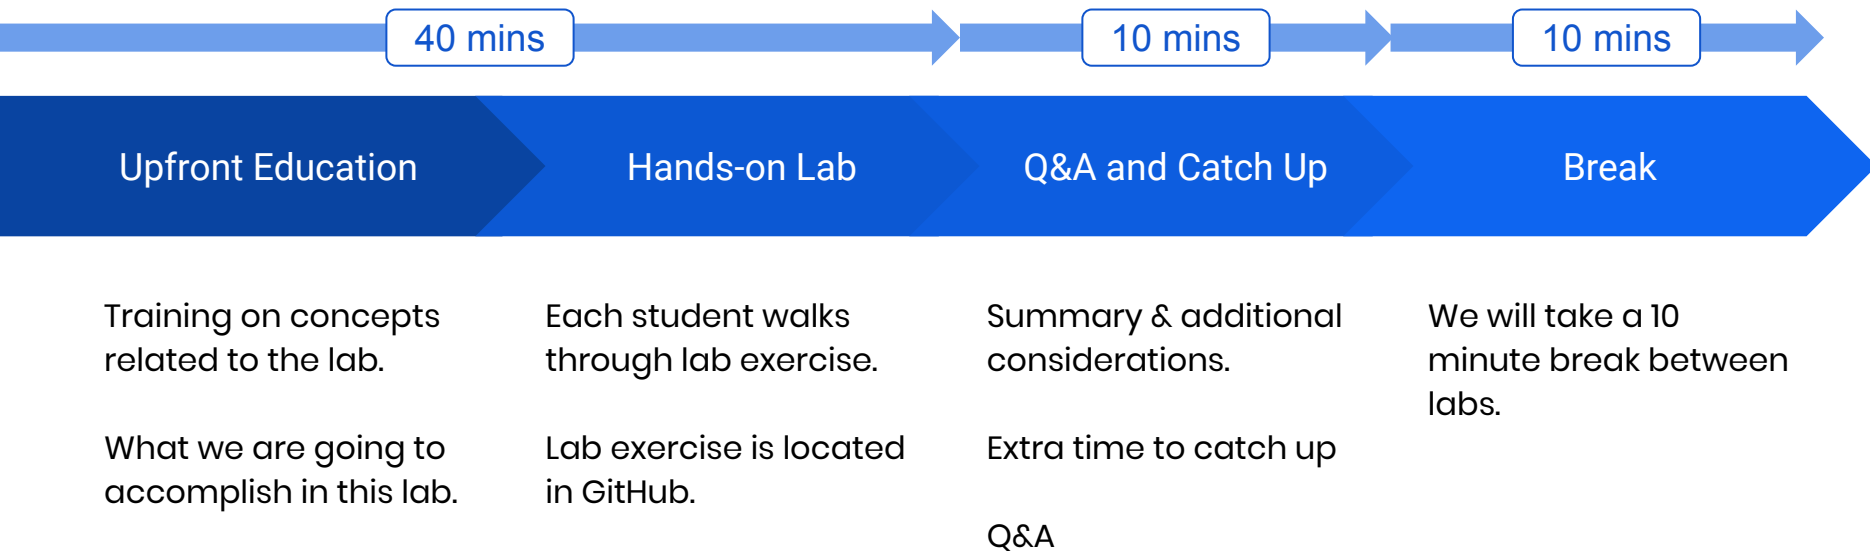 40 mins
10 mins
10 mins
Upfront Education
Hands-on Lab
Q&A and Catch Up
Break
Training on concepts
related to the lab.
What we are going to
accomplish in this lab.
Each student walks
through lab exercise.
Lab exercise is located
in GitHub.
Summary & additional
considerations.
Extra time to catch up
Q&A
We will take a 10
minute break between
labs.